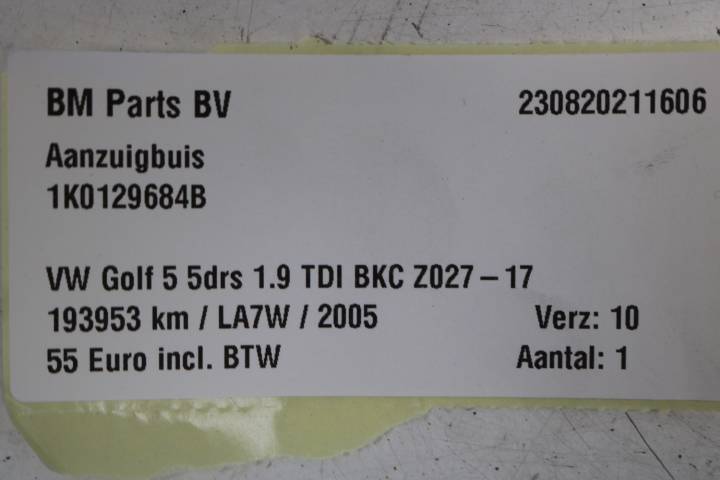 BM Parts BV 230820211606
Aanzuigbuis
1K0129684B
VW Golf 5 5drs 1.9 TDI BKC Z027-17
193953 km / LA7W / 2005 Verz: 10
55 Euro incl. BTW Aantal: 1